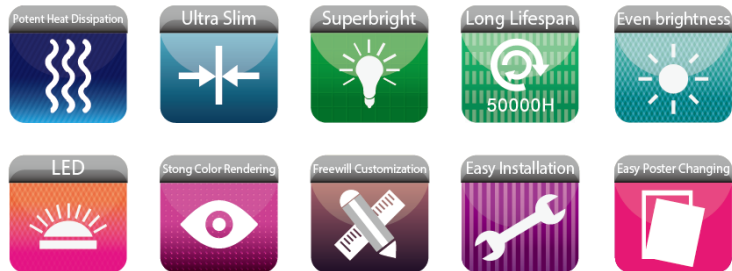 Potent Heat Dissipation
Ultra Slim
Superbright
Long Lifespan
50000H
Even brightness
LED
Stong Color Rendering
Freewill Customization
Easy Installation
Easy Poster Changing